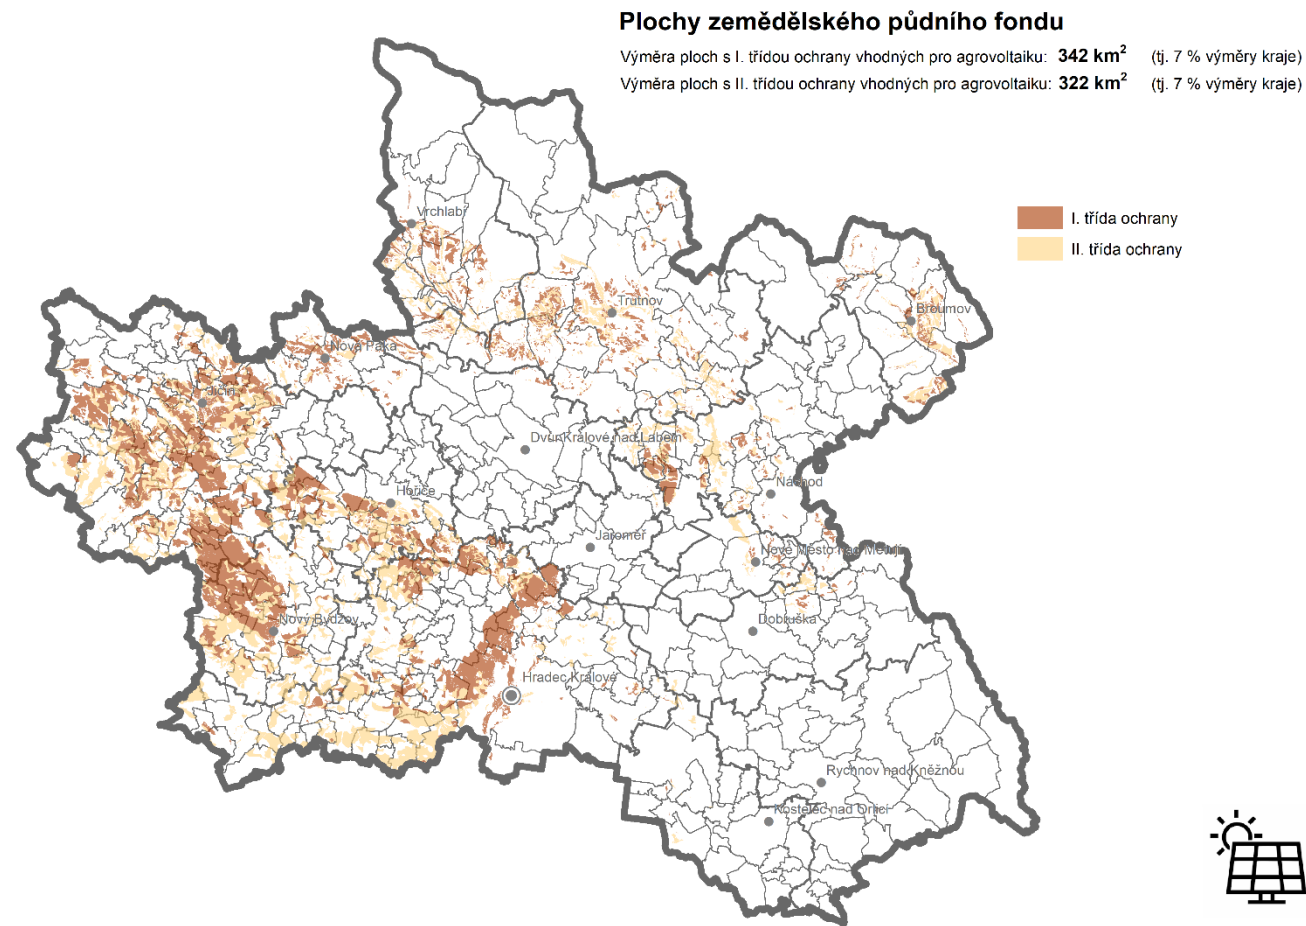 Plochy zemědělského půdního fondu
Výměra ploch s I. třídou ochrany vhodných pro agrovoltaiku: 342 km² (tj. 7 % výměry kraje)
Výměra ploch s II. třídou ochrany vhodných pro agrovoltaiku: 322 km² (tj. 7 % výměry kraje)
I. třída ochrany
II. třída ochrany
Vrchlabí
Trutnov
Broumov
Nová Paka
Jičín
Dvůr Králové nad Labem
Hořice
Náchod
Jaroměř
Nové Město nad Metují
Nový Bydžov
Dobruška
Hradec Králové
Rychnov nad Kněžnou
Kostelec nad Orlicí